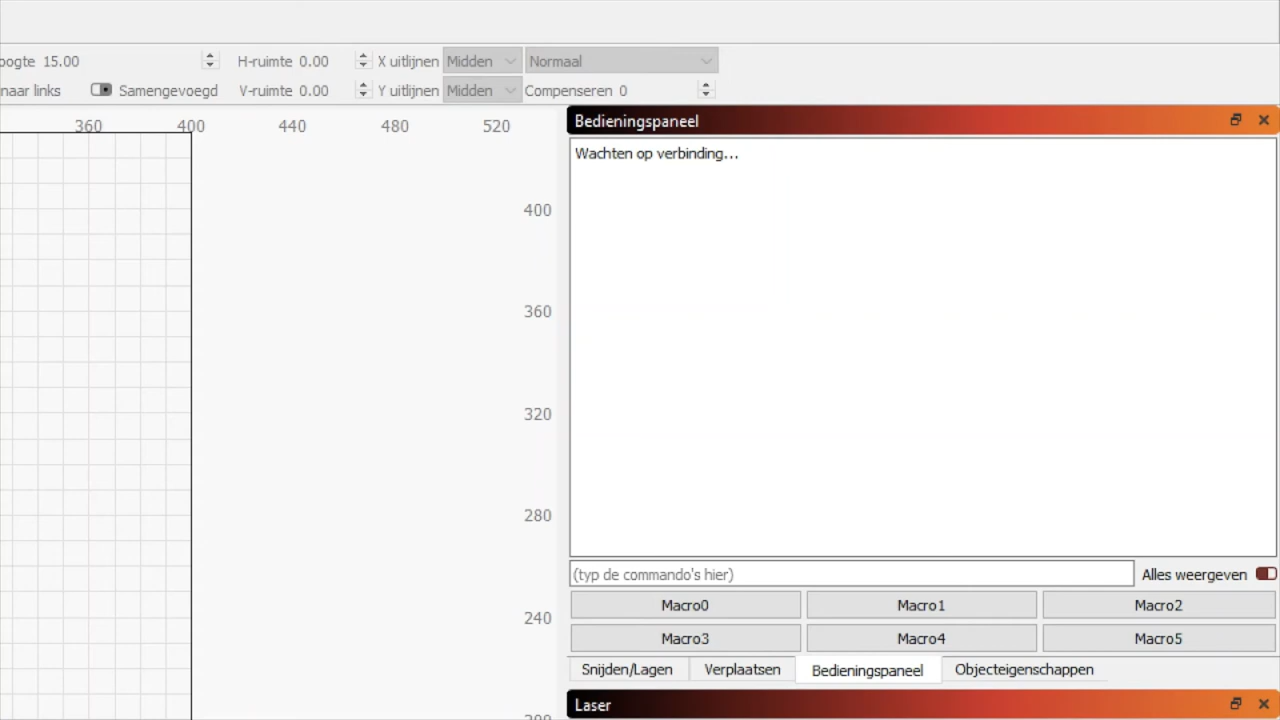 oogte 15.00 H-ruimte 0.00 X uitlijnen Midden Normaal
naar links Samengevoegd V-ruimte 0.00 Y uitlijnen Midden Compenseren 0
360 400 440 480 520
Bedieningspaneel
Wachten op verbinding...
400
360
320
280
(typ de commando's hier) Alles weergeven
Macro0 Macro1 Macro2
240
Macro3 Macro4 Macro5
Snijden/Lagen Verplaatsen Bedieningspaneel Objecteigenschappen
Laser